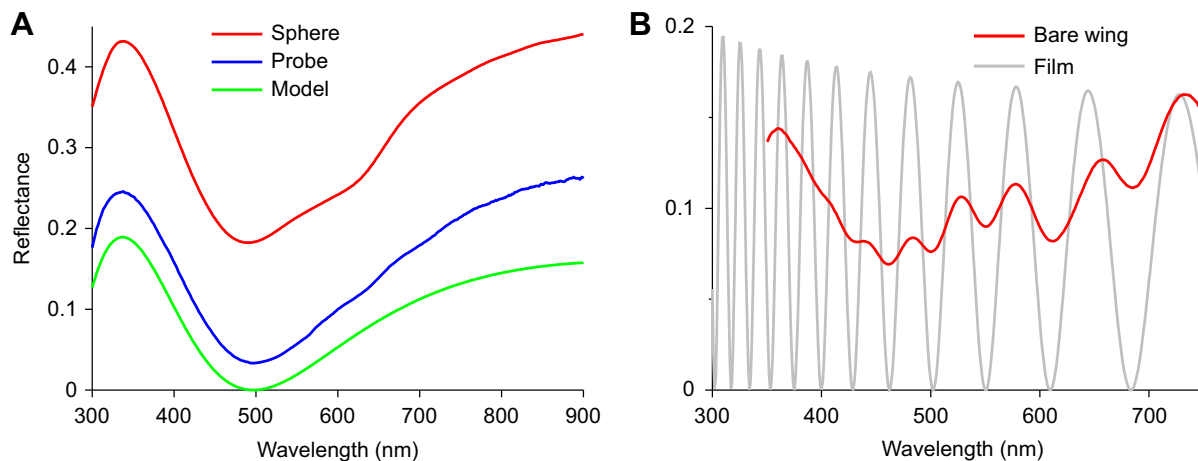 A
Sphere
Probe
Model
Reflectance
0.4
0.3
0.2
0.1
0
300 400 500 600 700 800 900
Wavelength (nm)
B
Bare wing
Film
0.2
0.1
0
300 400 500 600 700
Wavelength (nm)